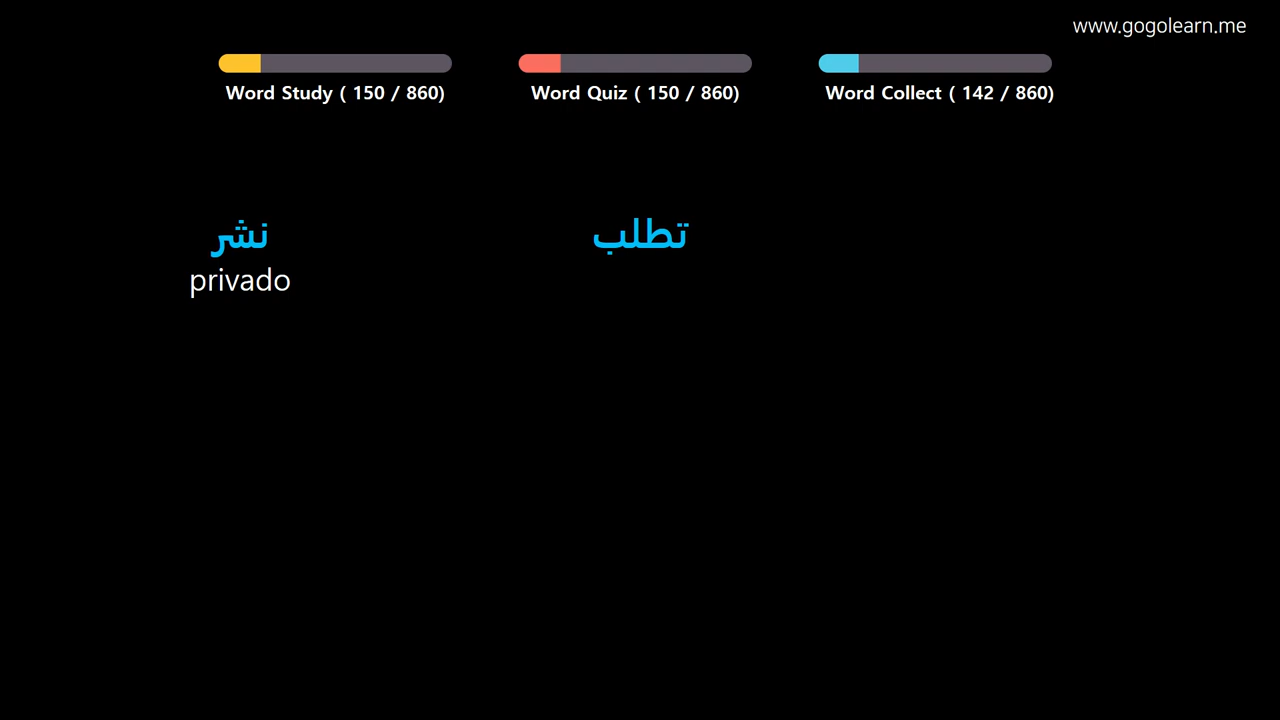 www.gogolearn.me
Word Study ( 150 / 860)
Word Quiz ( 150 / 860)
Word Collect ( 142 / 860)
نشر
privado
تطلب